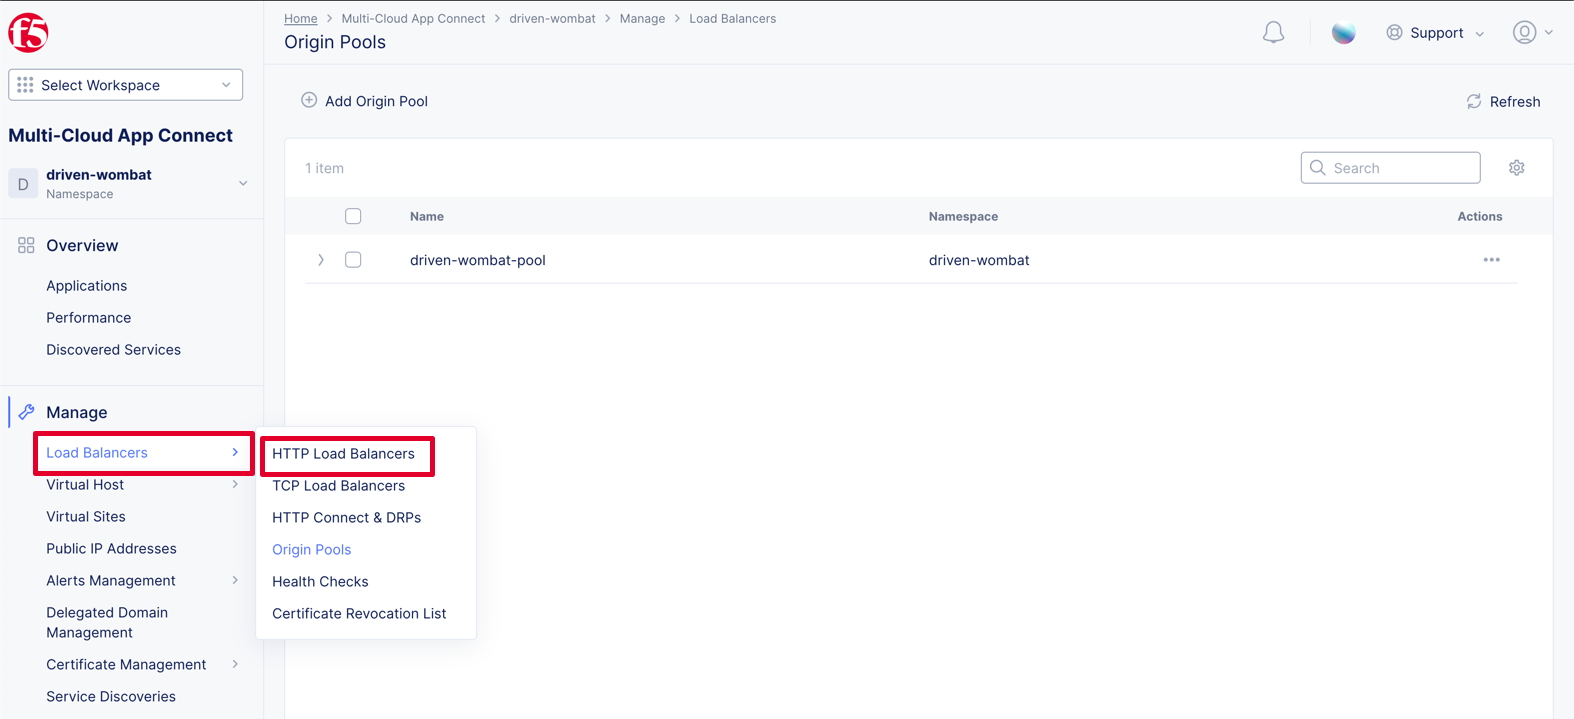 f5
Home > Multi-Cloud App Connect > driven-wombat > Manage > Load Balancers
Origin Pools
Support
Select Workspace
Multi-Cloud App Connect
D
driven-wombat
Namespace
Overview
Applications
Performance
Discovered Services
Manage
Load Balancers
Virtual Host
Virtual Sites
Public IP Addresses
Alerts Management
Delegated Domain
Management
Certificate Management
Service Discoveries
HTTP Load Balancers
TCP Load Balancers
HTTP Connect & DRPs
Origin Pools
Health Checks
Certificate Revocation List
Add Origin Pool
Refresh
1 item
Search
Name Namespace Actions
driven-wombat-pool driven-wombat